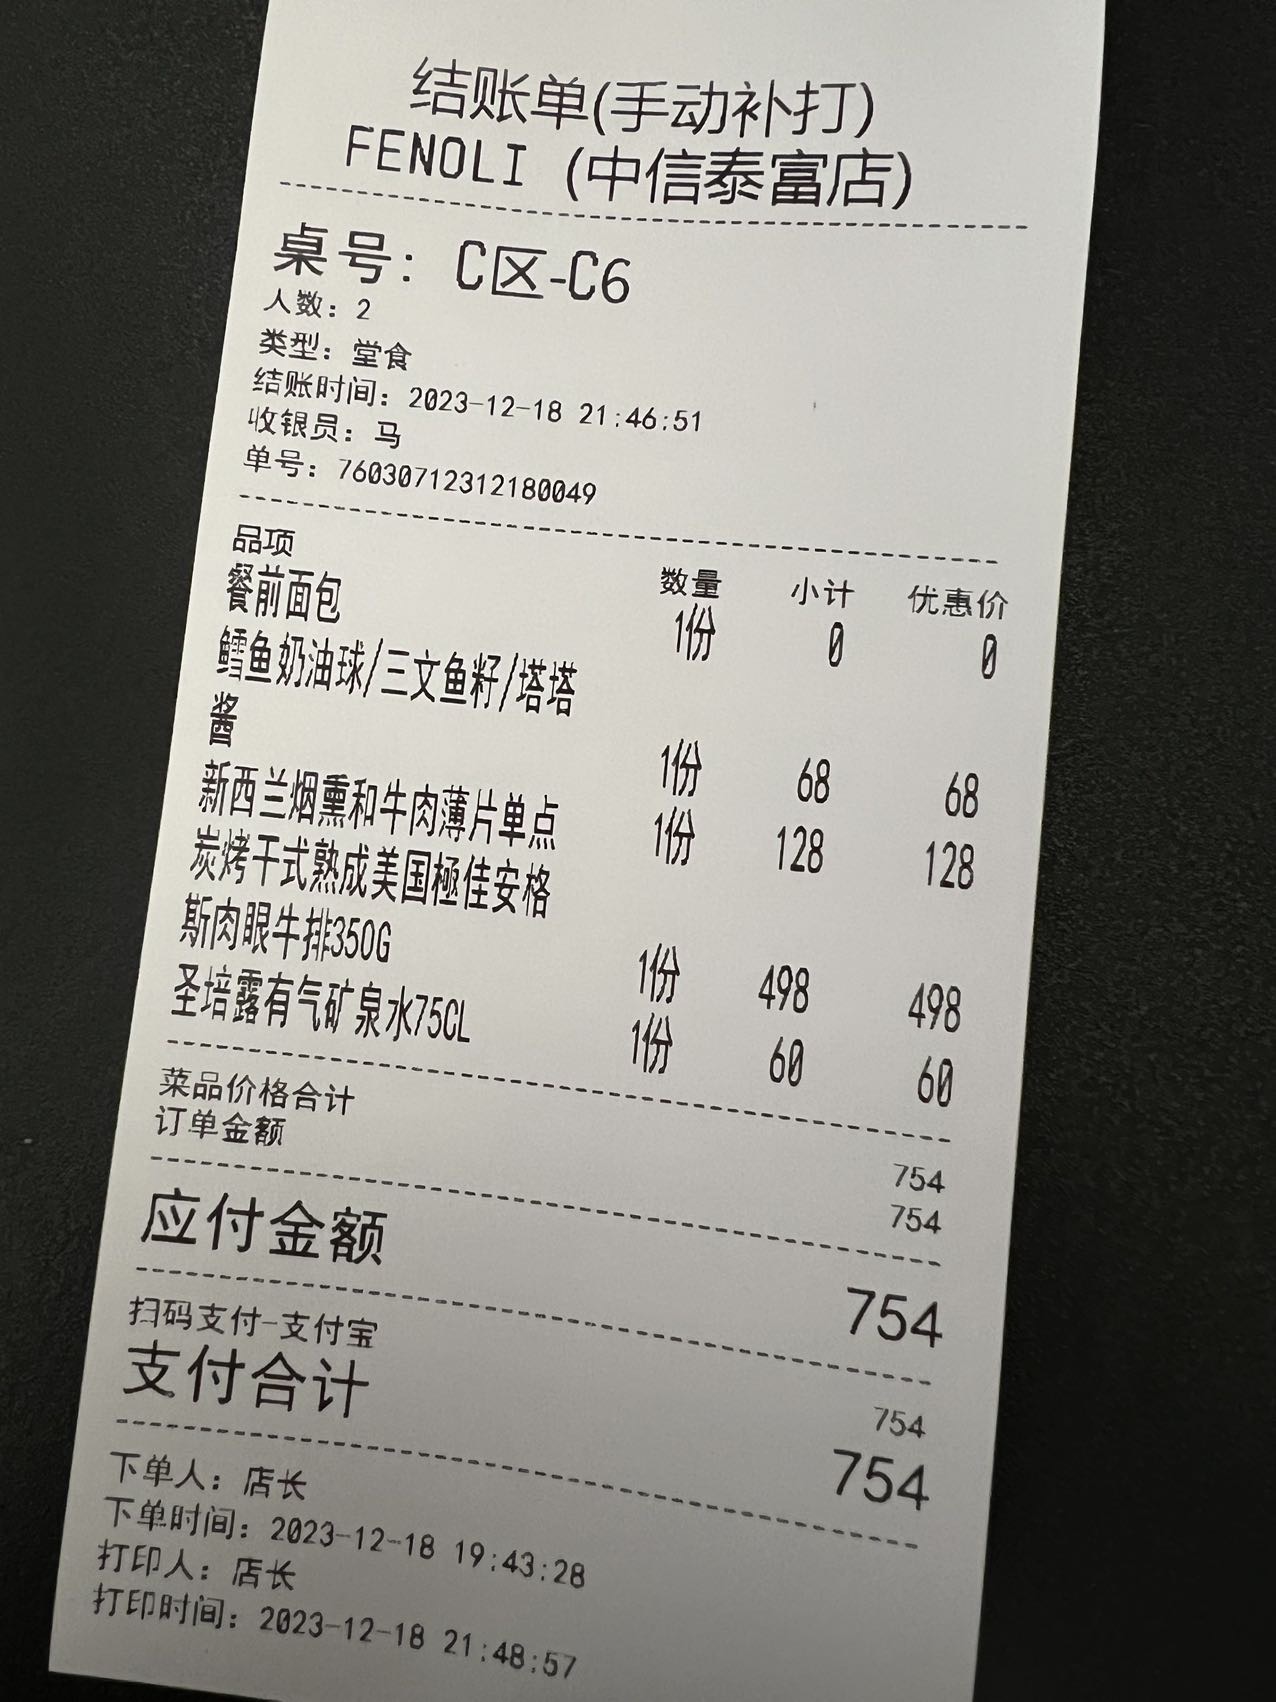 结账单(手动补打)
FENOLI (中信泰富店)
桌号: C区-C6
人数: 2
类型: 堂食
结账时间: 2023-12-18 21:46:51
收银员: 马
单号: 76030712312180049
品项 数量 小计 优惠价
餐前面包 1份 0 0
鳕鱼奶油球/三文鱼籽/塔塔
酱 1份 68 68
新西兰烟熏和牛肉薄片单点 1份 128 128
炭烤干式熟成美国極佳安格
斯肉眼牛排350G 1份 498 498
圣培露有气矿泉水75CL 1份 60 60
菜品价格合计 754
订单金额 754
应付金额 754
扫码支付-支付宝 754
支付合计 754
下单人: 店长
下单时间: 2023-12-18 19:43:28
打印人: 店长
打印时间: 2023-12-18 21:48:57